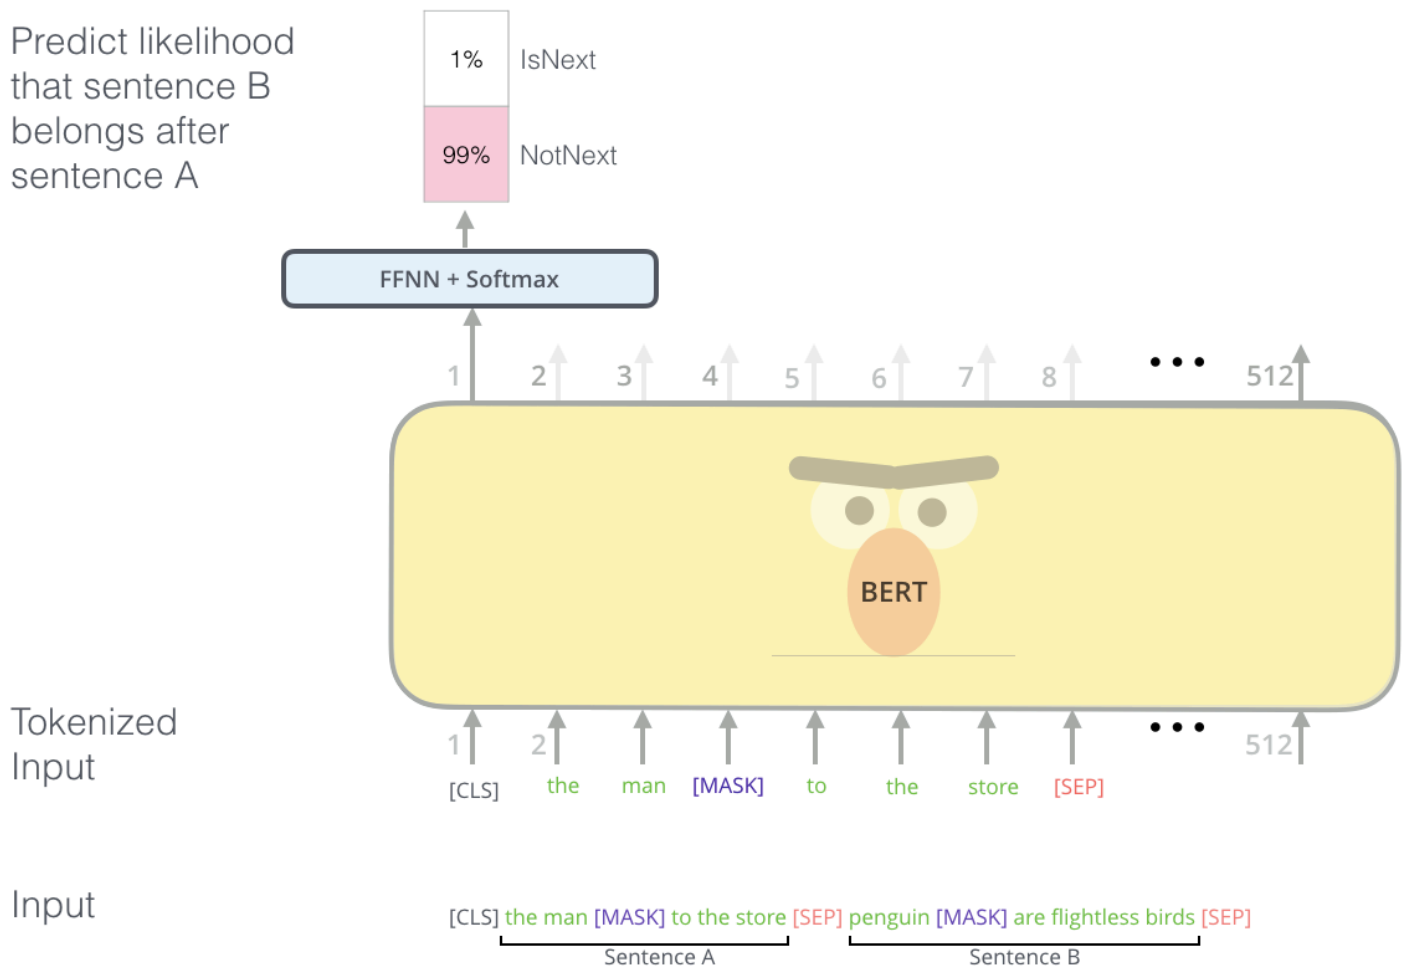 Predict likelihood
that sentence B
belongs after
sentence A
1% IsNext
99% NotNext
FFNN + Softmax
1 2 3 4 5 6 7 8 ••• 512
BERT
Tokenized
Input
1 2 ••• 512
[CLS] the man [MASK] to the store [SEP]
Input
[CLS] the man [MASK] to the store [SEP] penguin [MASK] are flightless birds [SEP]
Sentence A Sentence B